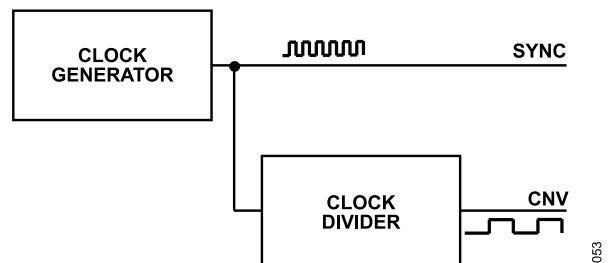 CLOCK
GENERATOR
SYNC
CLOCK
DIVIDER
CNV
053